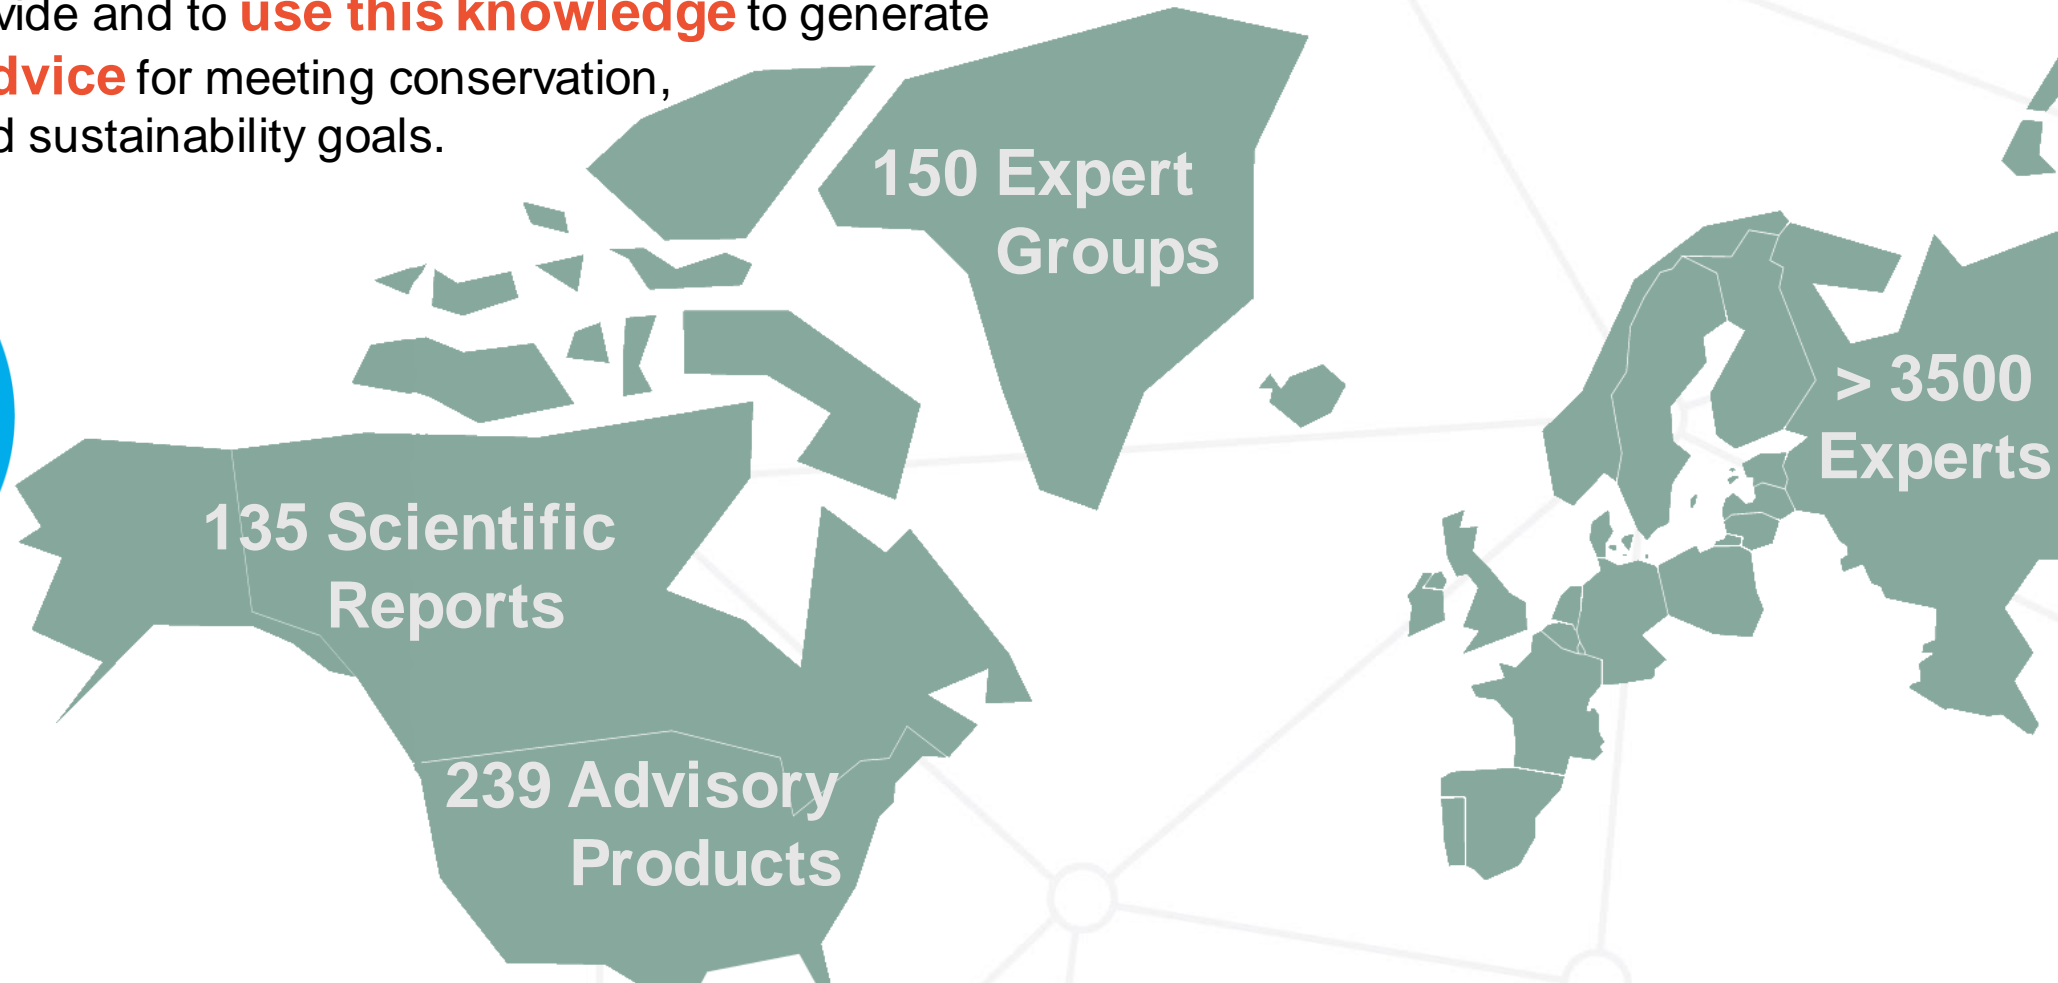 vide and to use this knowledge to generate
dvice for meeting conservation,
d sustainability goals.
150 Expert
Groups
> 3500
Experts
135 Scientific
Reports
239 Advisory
Products